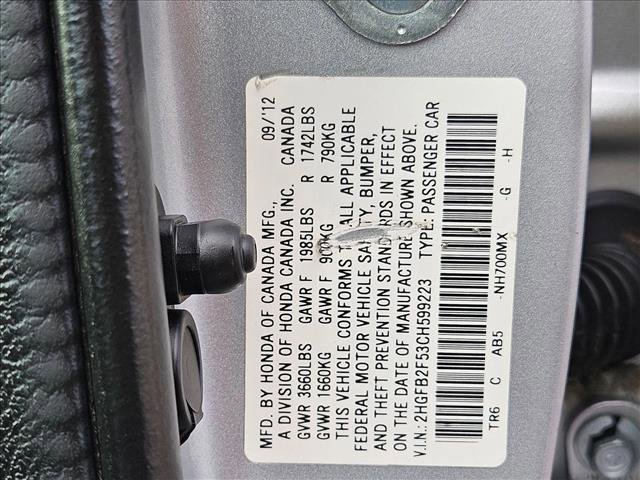 MFD. BY HONDA OF CANADA MFG., 09/'12
A DIVISION OF HONDA CANADA INC. CANADA
GVWR 3660LBS GAWR F 1985LBS R 1742LBS
GVWR 1660KG GAWR F 900KG R 790KG
THIS VEHICLE CONFORMS TO ALL APPLICABLE
FEDERAL MOTOR VEHICLE SAFETY, BUMPER,
AND THEFT PREVENTION STANDARDS IN EFFECT
ON THE DATE OF MANUFACTURE SHOWN ABOVE.
V.I.N.: 2HGFB2F53CH599223 TYPE: PASSENGER CAR
TR6 C AB5 -NH700MX -G -H